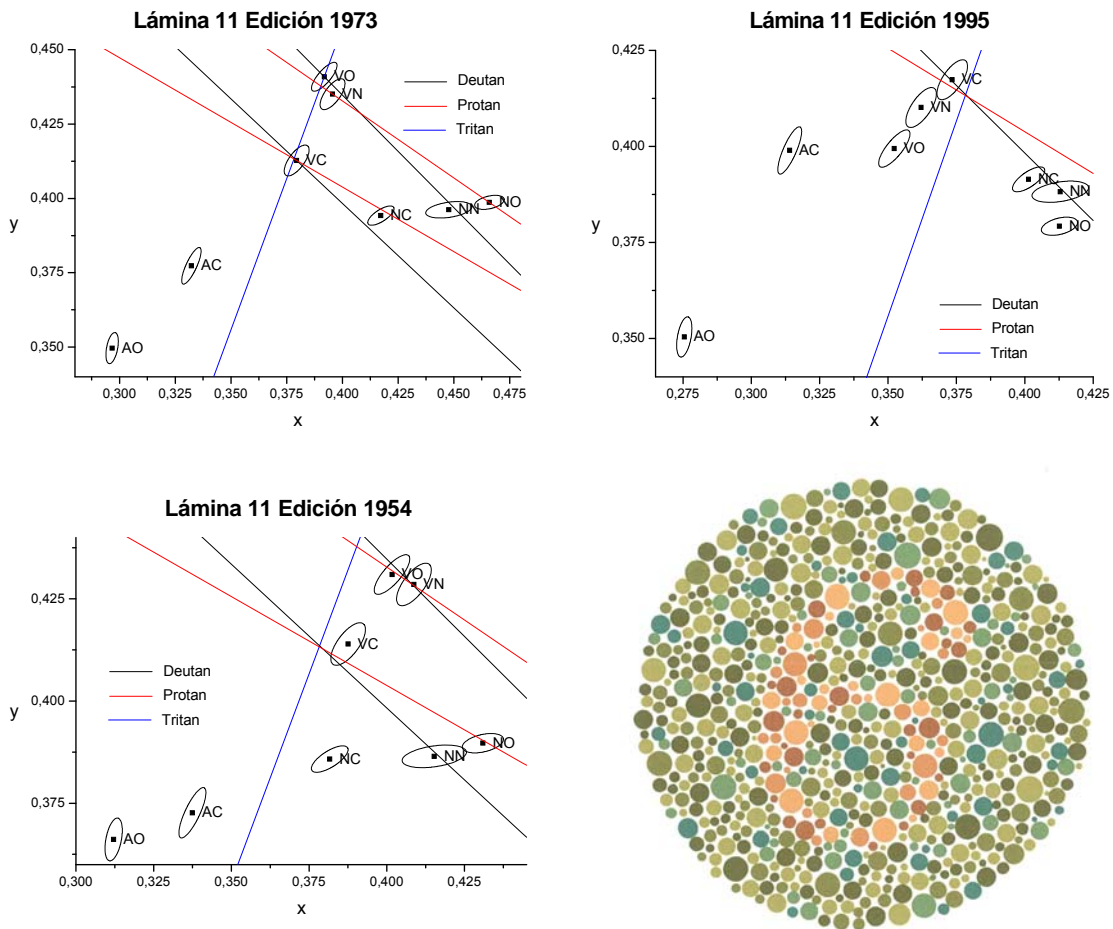 Lámina 11 Edición 1973
0,450
0,425
0,400
0,375
0,350
y
VO
VN
VC
NO
NN
NC
AC
AO
Deutan
Protan
Tritan
0,300 0,325 0,350 0,375 0,400 0,425 0,450 0,475
x
Lámina 11 Edición 1995
0,425
0,400
0,375
0,350
y
VC
VN
AC
VO
NC
NN
NO
AO
Deutan
Protan
Tritan
0,275 0,300 0,325 0,350 0,375 0,400 0,425
x
Lámina 11 Edición 1954
0,425
0,400
0,375
0,300
y
VO
VN
VC
NO
NN
NC
AC
AO
Deutan
Protan
Tritan
0,325 0,350 0,375 0,400 0,425
x
6